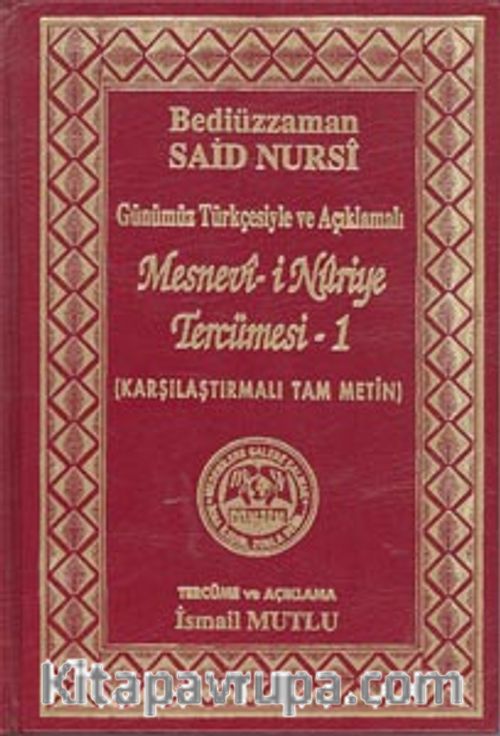 Bediüzzaman
SAİD NURSÎ
Günümüz Türkçesiyle ve Açıklamalı
Mesnevî-i Nûriye
Tercümesi - 1
(KARŞILAŞTIRMALI TAM METİN)
TERCÜME ve AÇIKLAMA
İsmail MUTLU
kitapavrupa.com